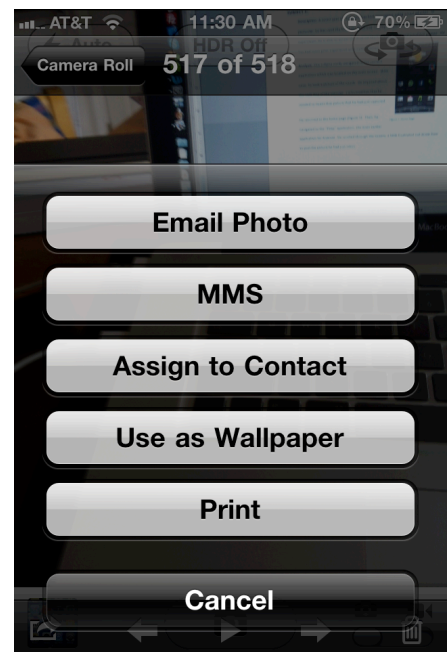 AT&T 11:30 AM 70%
Auto HDR Off
Camera Roll 517 of 518
Email Photo
MMS
Assign to Contact
Use as Wallpaper
Print
Cancel